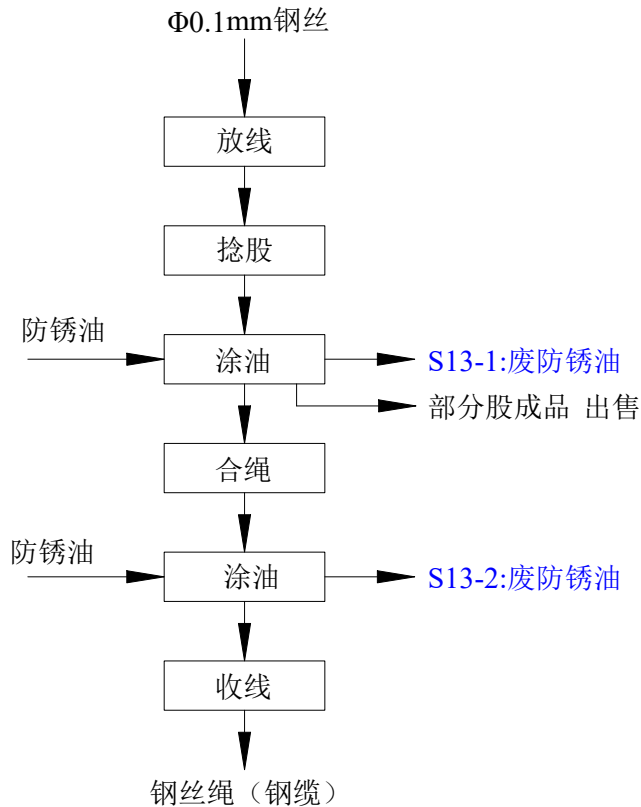 Φ0.1mm钢丝
放线
捻股
防锈油
涂油
S13-1:废防锈油
部分股成品 出售
合绳
防锈油
涂油
S13-2:废防锈油
收线
钢丝绳（钢缆）